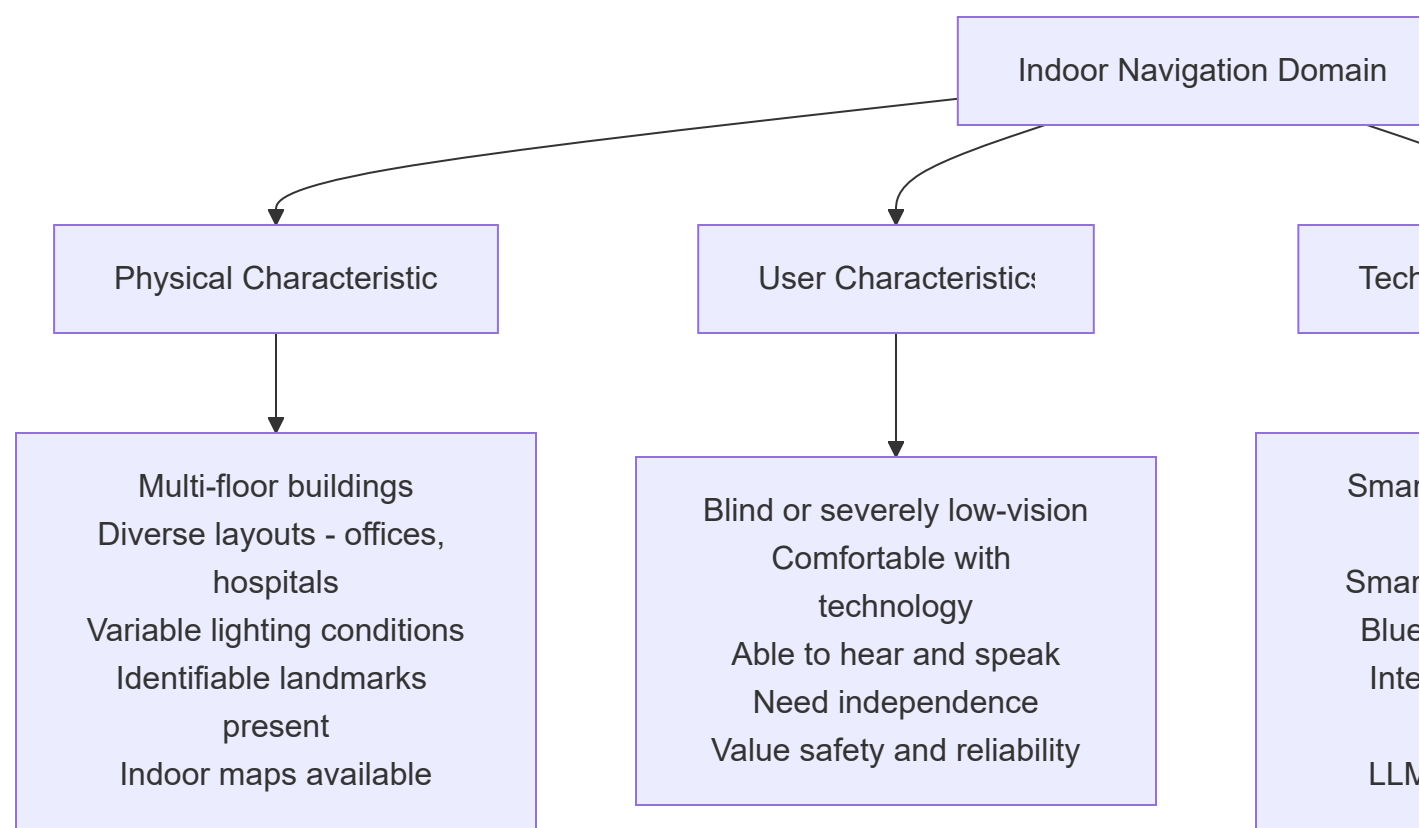 Indoor Navigation Domain
Physical Characteristic
User Characteristics
Multi-floor buildings
Diverse layouts - offices,
hospitals
Variable lighting conditions
Identifiable landmarks
present
Indoor maps available
Blind or severely low-vision
Comfortable with
technology
Able to hear and speak
Need independence
Value safety and reliability